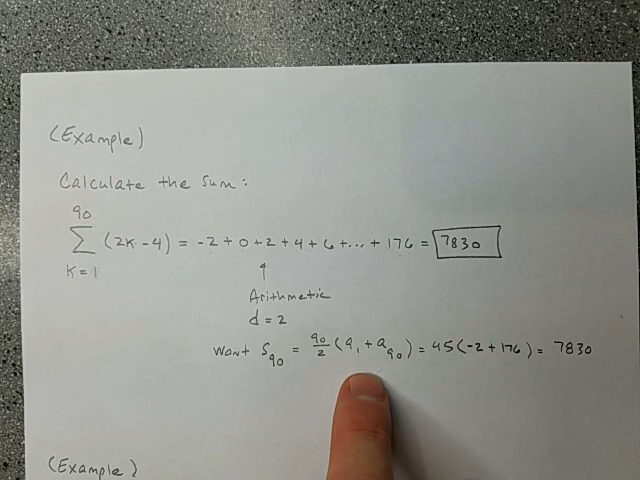 (Example)
Calculate the sum:
90
∑ (2K-4) = -2 + 0 + 2 + 4 + 6 + ... + 176 = 7830
K = 1
Arithmetic
d = 2
Want S₉₀ = 90/2 (a₁ + a₉₀) = 45(-2 + 176) = 7830
(Example)